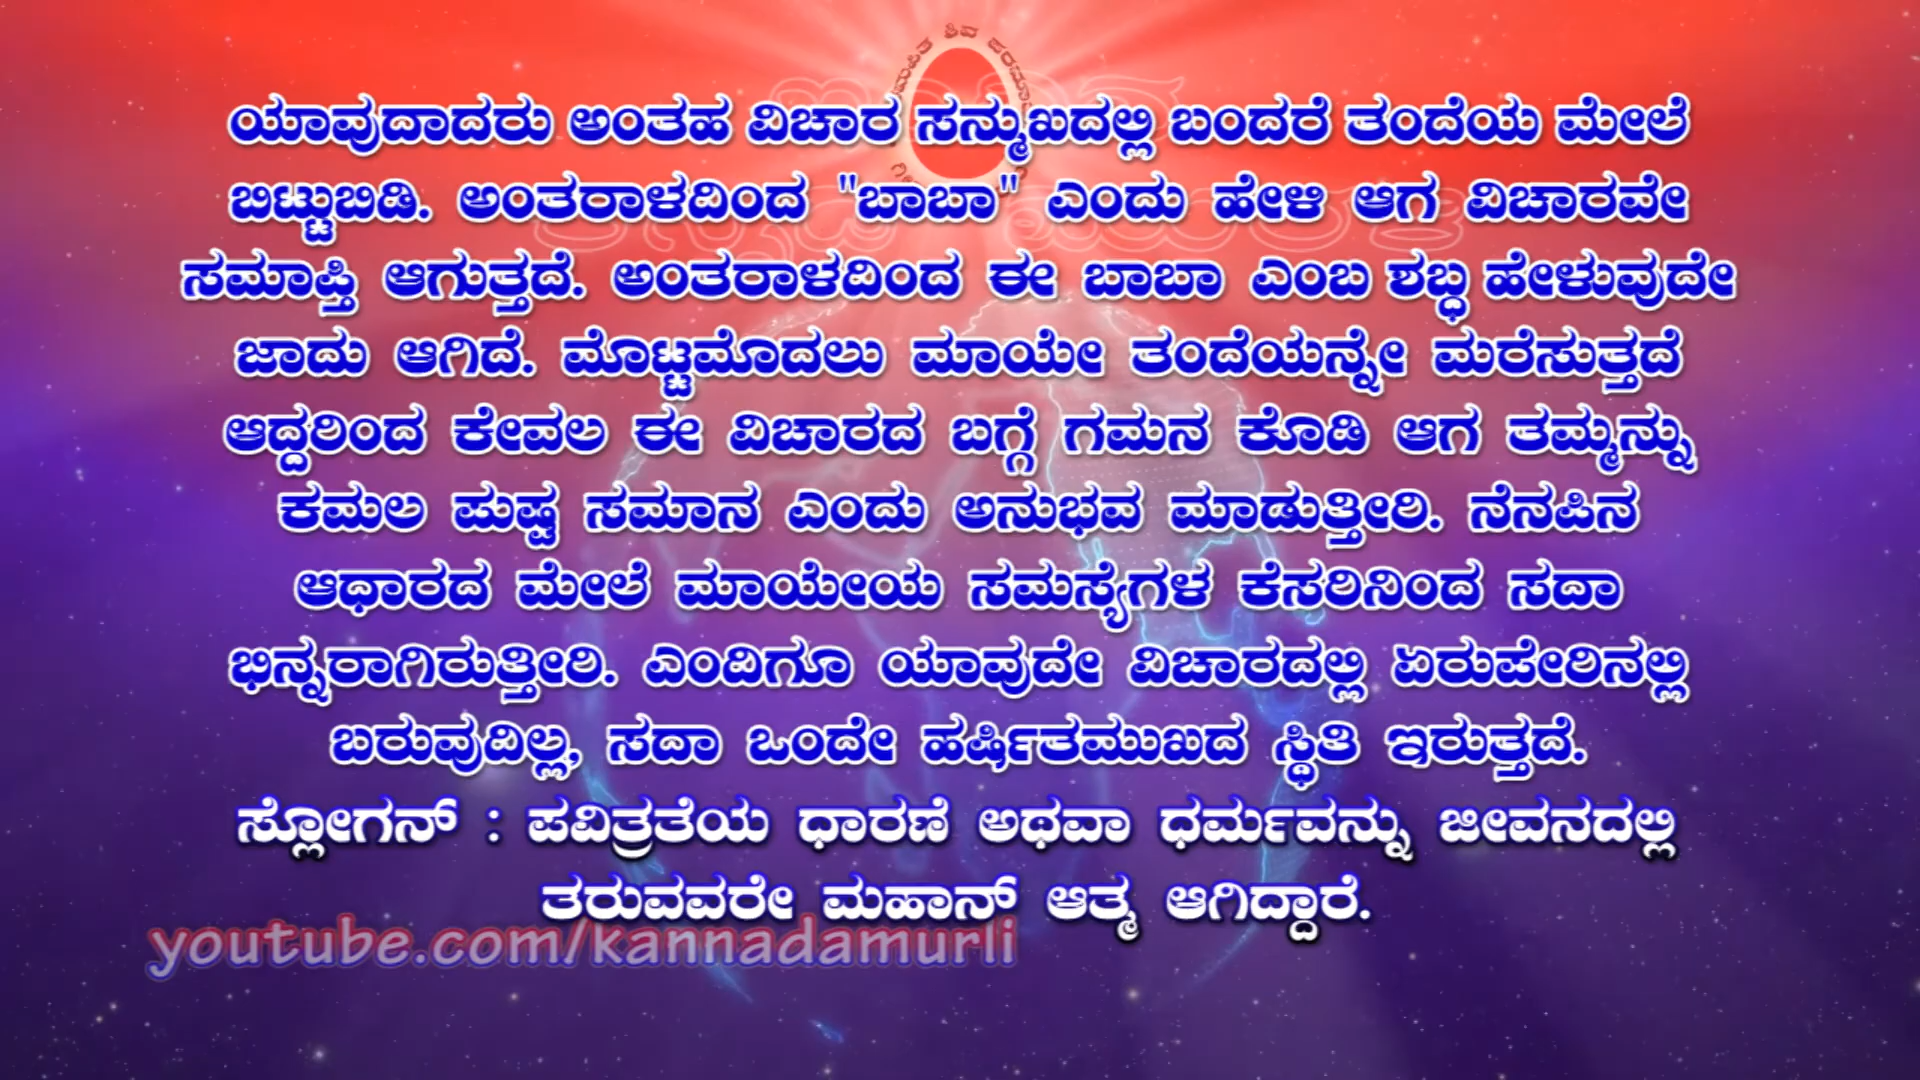 ಯಾವುದಾದರು ಅಂತಹ ವಿಚಾರ ಸನ್ಮುಖದಲ್ಲಿ ಬಂದರೆ ತಂದೆಯ ಮೇಲೆ
ಬಿಟ್ಟುಬಿಡಿ. ಅಂತರಾಳದಿಂದ "ಬಾಬಾ" ಎಂದು ಹೇಳಿ ಆಗ ವಿಚಾರವೇ
ಸಮಾಪ್ತಿ ಆಗುತ್ತದೆ. ಅಂತರಾಳದಿಂದ ಈ ಬಾಬಾ ಎಂಬ ಶಬ್ಧ ಹೇಳುವುದೇ
ಜಾದು ಆಗಿದೆ. ಮೊಟ್ಟಮೊದಲು ಮಾಯೇ ತಂದೆಯನ್ನೇ ಮರೆಸುತ್ತದೆ
ಆದ್ದರಿಂದ ಕೇವಲ ಈ ವಿಚಾರದ ಬಗ್ಗೆ ಗಮನ ಕೊಡಿ ಆಗ ತಮ್ಮನ್ನು
ಕಮಲ ಪುಷ್ಪ ಸಮಾನ ಎಂದು ಅನುಭವ ಮಾಡುತ್ತೀರಿ. ನೆನಪಿನ
ಆಧಾರದ ಮೇಲೆ ಮಾಯೇಯ ಸಮಸ್ಯೆಗಳ ಕೆಸರಿನಿಂದ ಸದಾ
ಭಿನ್ನರಾಗಿರುತ್ತೀರಿ. ಎಂದಿಗೂ ಯಾವುದೇ ವಿಚಾರದಲ್ಲಿ ಏರುಪೇರಿನಲ್ಲಿ
ಬರುವುದಿಲ್ಲ, ಸದಾ ಒಂದೇ ಹರ್ಷಿತಮುಖದ ಸ್ಥಿತಿ ಇರುತ್ತದೆ.
ಸ್ಲೋಗನ್ : ಪವಿತ್ರತೆಯ ಧಾರಣೆ ಅಥವಾ ಧರ್ಮವನ್ನು ಜೀವನದಲ್ಲಿ
ತರುವವರೇ ಮಹಾನ್ ಆತ್ಮ ಆಗಿದ್ದಾರೆ.
youtube.com/kannadamurli